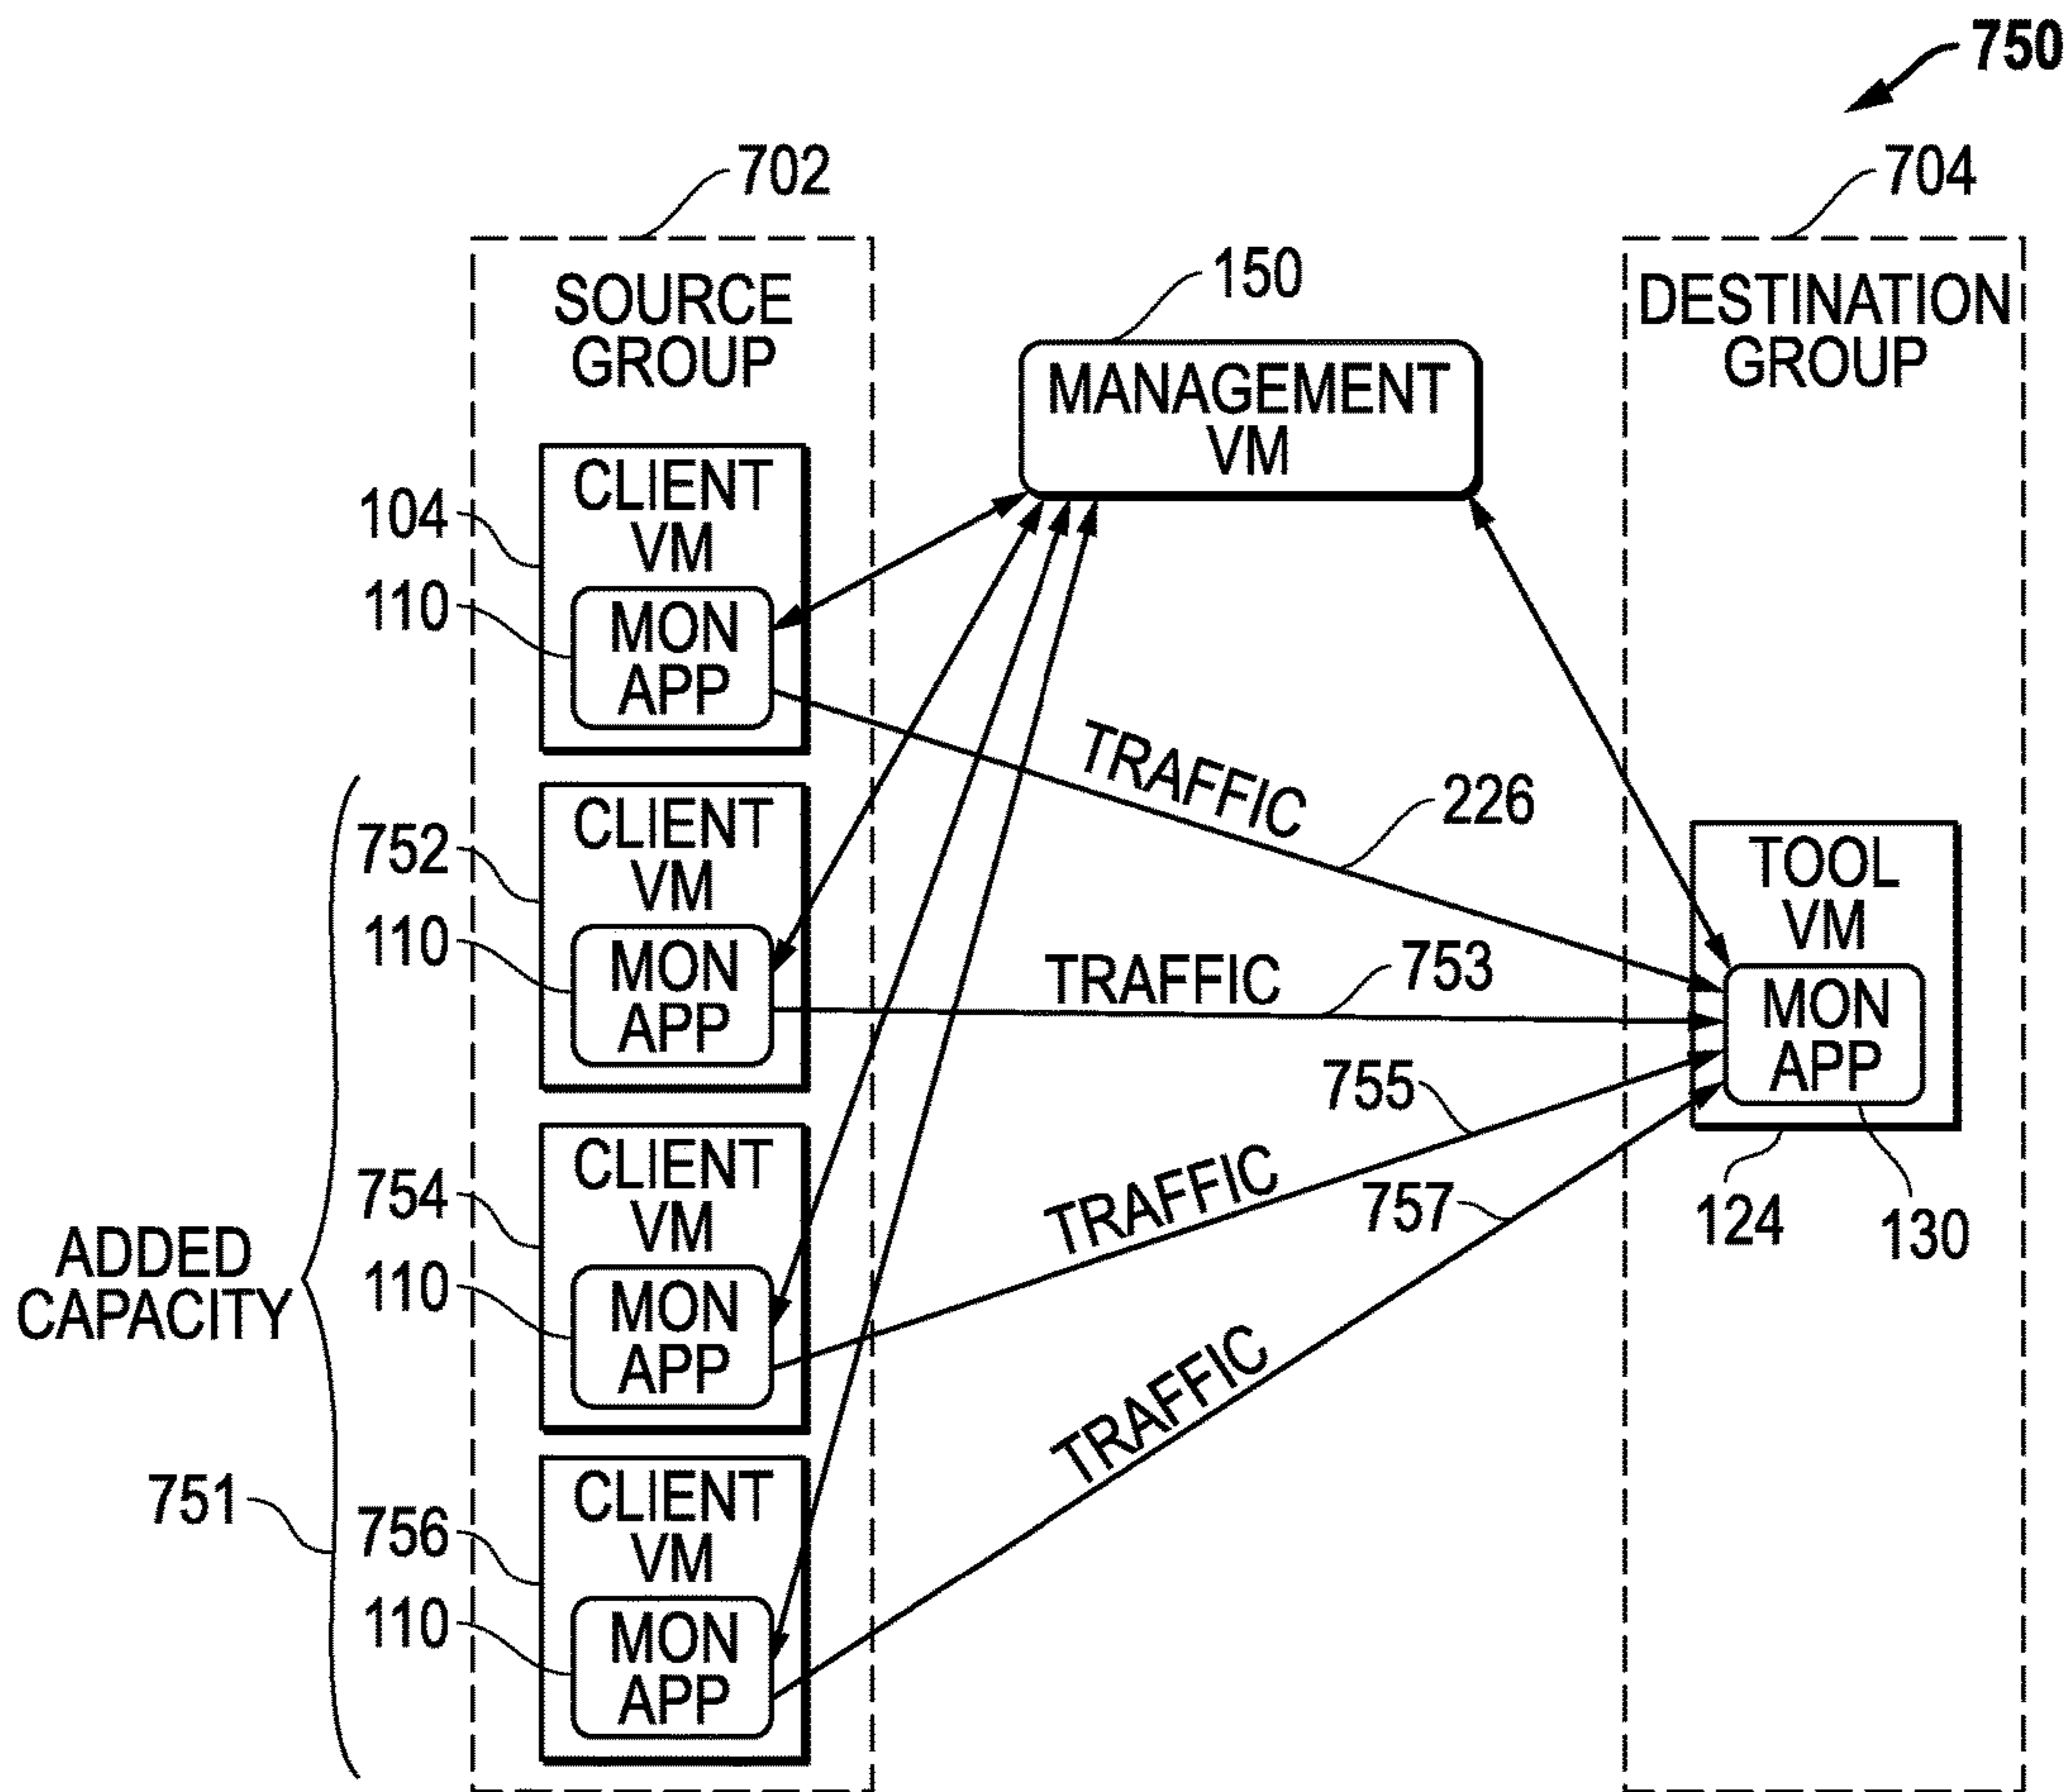 750
702
704
SOURCE
GROUP
150
DESTINATION
GROUP
MANAGEMENT
VM
104
CLIENT
VM
110
MON
APP
TRAFFIC
226
752
CLIENT
VM
110
MON
APP
TRAFFIC
753
TOOL
VM
MON
APP
755
124
130
754
CLIENT
VM
110
MON
APP
TRAFFIC
757
ADDED
CAPACITY
751
756
CLIENT
VM
110
MON
APP
TRAFFIC